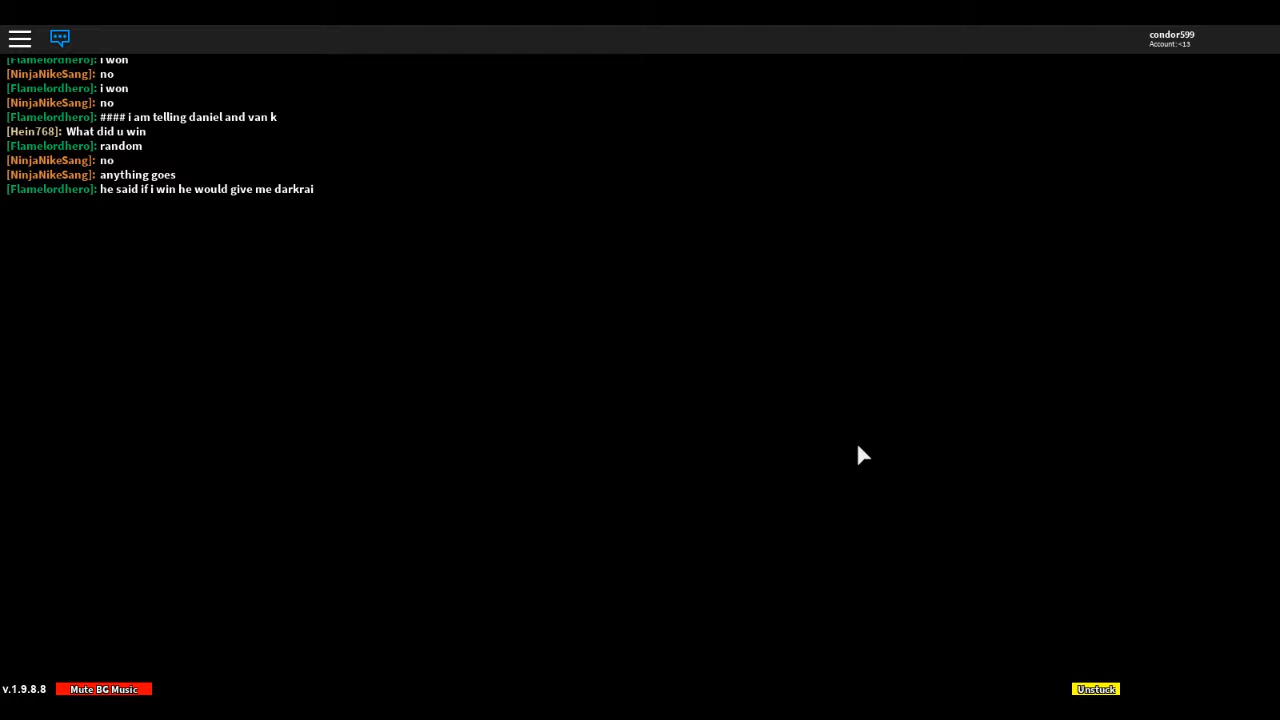 condor599
Account: <13
[Flamelordhero]: i won
[NinjaNikeSang]: no
[Flamelordhero]: i won
[NinjaNikeSang]: no
[Flamelordhero]: #### i am telling daniel and van k
[Hein768]: What did u win
[Flamelordhero]: random
[NinjaNikeSang]: no
[NinjaNikeSang]: anything goes
[Flamelordhero]: he said if i win he would give me darkrai
v.1.9.8.8
Mute BG Music
Unstuck